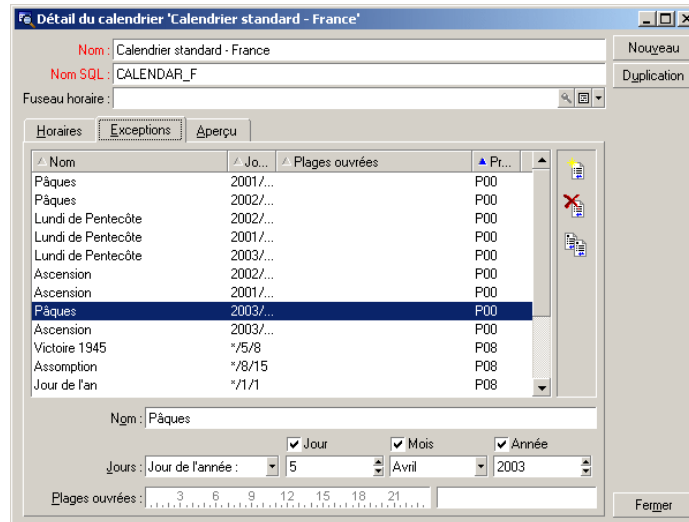 Détail du calendrier 'Calendrier standard - France'
Nom : Calendrier standard - France
Nouveau
Nom SQL : CALENDAR_F
Duplication
Fuseau horaire :
Horaires Exceptions Aperçu
Nom Jo... Plages ouvrées Pr...
Pâques 2001/... P00
Pâques 2002/... P00
Lundi de Pentecôte 2002/... P00
Lundi de Pentecôte 2001/... P00
Lundi de Pentecôte 2003/... P00
Ascension 2002/... P00
Ascension 2001/... P00
Pâques 2003/... P00
Ascension 2003/... P00
Victoire 1945 */5/8 P08
Assomption */8/15 P08
Jour de l'an */1/1 P08
Nom : Pâques
Jour Mois Année
Jours : Jour de l'année : 5 Avril 2003
Plages ouvrées : 3 6 9 12 15 18 21
Fermer